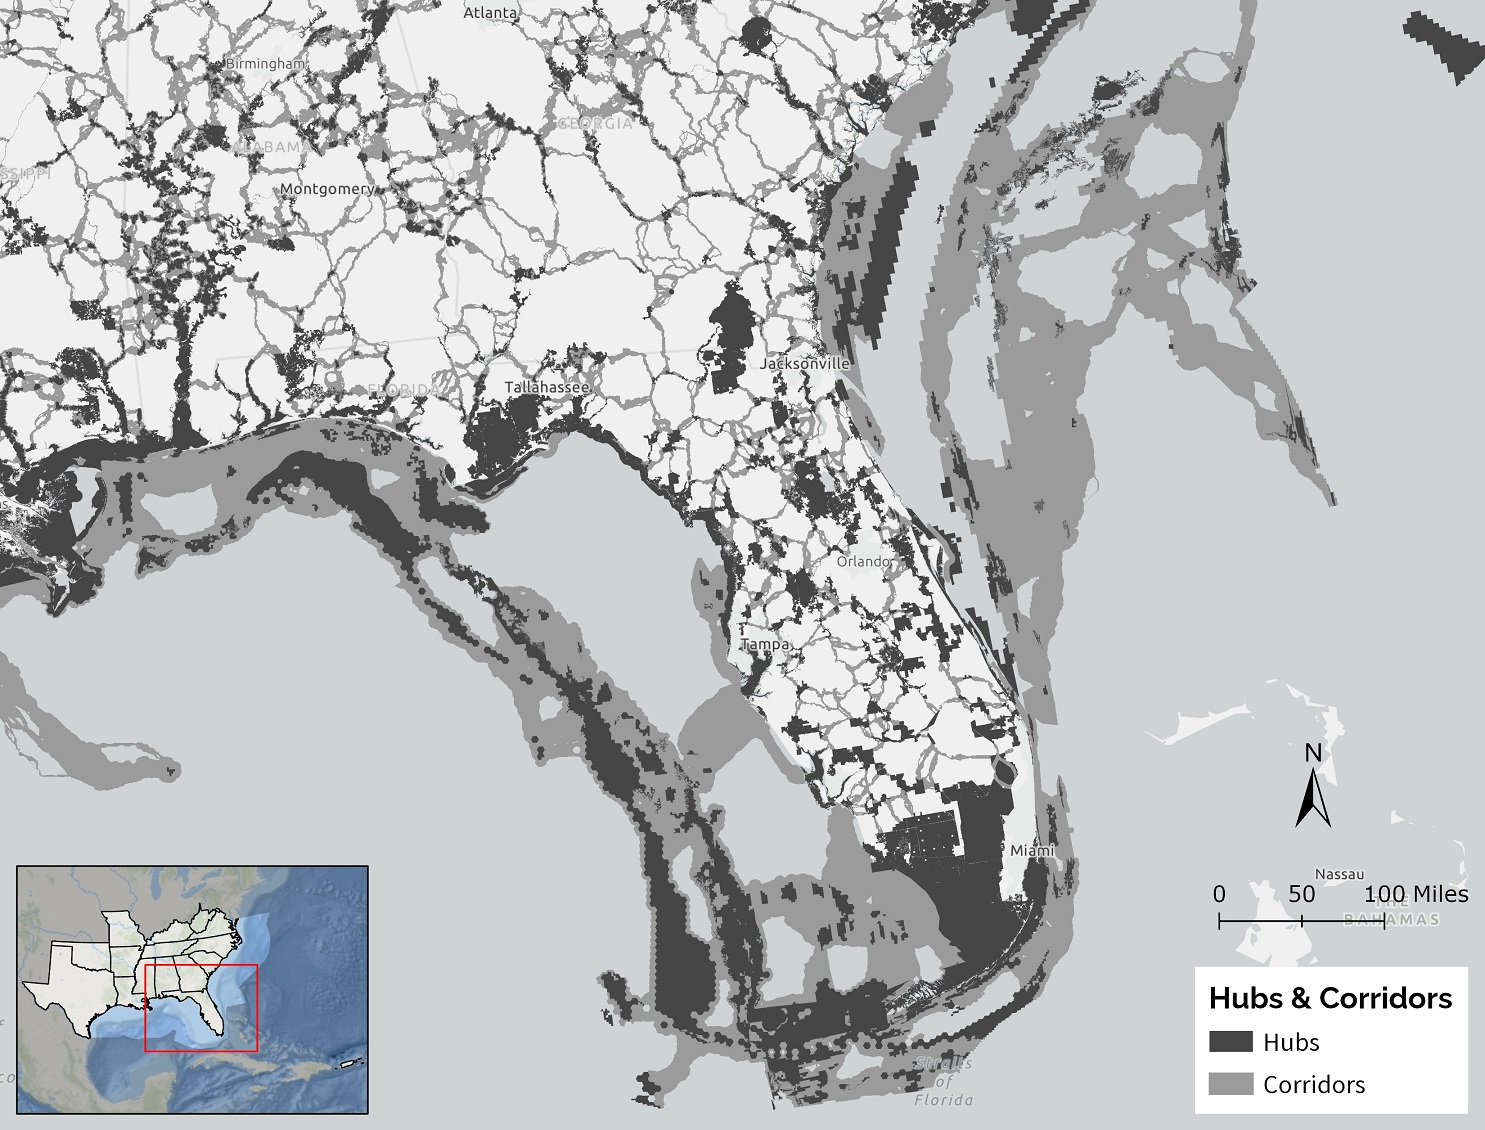 Atlanta
Birmingham
GEORGIA
ALABAMA
SSIPPI
Montgomery
Jacksonville
Tallahassee
FLORIDA
Orlando
Tampa
N
Miami
Nassau
0 50 100 Miles
THE
BAHAMAS
Hubs & Corridors
Hubs
Corridors
Straits
of
Florida